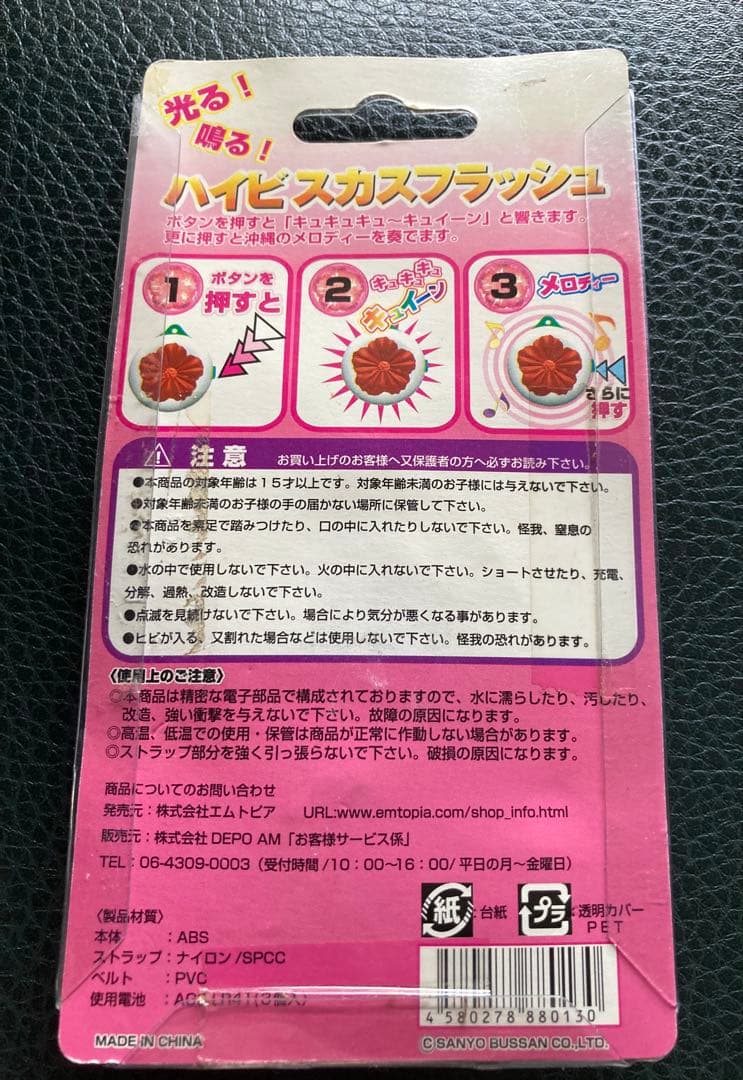 光る!
鳴る!
ハイビスカスフラッシュ
ボタンを押すと「キュキュキュ〜キュイーン」と響きます。
更に押すと沖縄のメロディーを奏でます。
1 ボタンを
押すと
2 キュキュキュ
キュイーン
3 メロディー
さらに
押す
注意 お買い上げのお客様へ又保護者の方へ必ずお読み下さい。
●本商品の対象年齢は15才以上です。対象年齢未満のお子様には与えないで下さい。
●対象年齢未満のお子様の手の届かない場所に保管して下さい。
●本商品を素足で踏みつけたり、口の中に入れたりしないで下さい。怪我、窒息の
恐れがあります。
●水の中で使用しないで下さい。火の中に入れないで下さい。ショートさせたり、充電、
分解、過熱、改造しないで下さい。
●点滅を見続けないで下さい。場合により気分が悪くなる事があります。
●ヒビが入る、又割れた場合などは使用しないで下さい。怪我の恐れがあります。
〈使用上のご注意〉
◎本商品は精密な電子部品で構成されておりますので、水に濡らしたり、汚したり、
改造、強い衝撃を与えないで下さい。故障の原因になります。
◎高温、低温での使用・保管は商品が正常に作動しない場合があります。
◎ストラップ部分を強く引っ張らないで下さい。破損の原因になります。
商品についてのお問い合わせ
発売元：株式会社エムトピア URL:www.emtopia.com/shop_info.html
販売元：株式会社 DEPO AM「お客様サービス係」
TEL：06-4309-0003（受付時間/10：00〜16：00/平日の月〜金曜日）
紙：台紙 プラ：透明カバー
PET
〈製品材質〉
本体：ABS
ストラップ：ナイロン/SPCC
ベルト：PVC
使用電池： LR41(3個入)
4 580278 880130
MADE IN CHINA
©SANYO BUSSAN CO.,LTD.